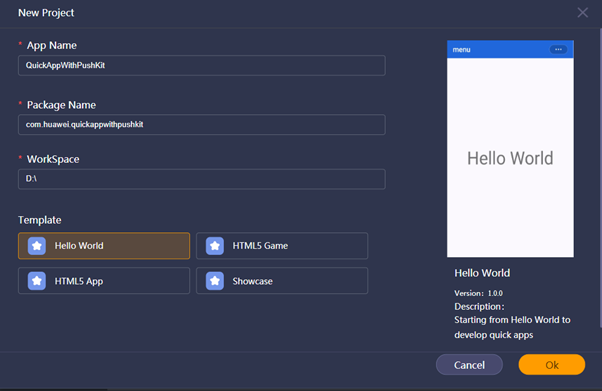 New Project
* App Name
QuickAppWithPushKit
* Package Name
com.huawei.quickappwithpushkit
* WorkSpace
D:\
Template
Hello World
HTML5 Game
HTML5 App
Showcase
menu
Hello World
Hello World
Version: 1.0.0
Description:
Starting from Hello World to
develop quick apps
Cancel
Ok